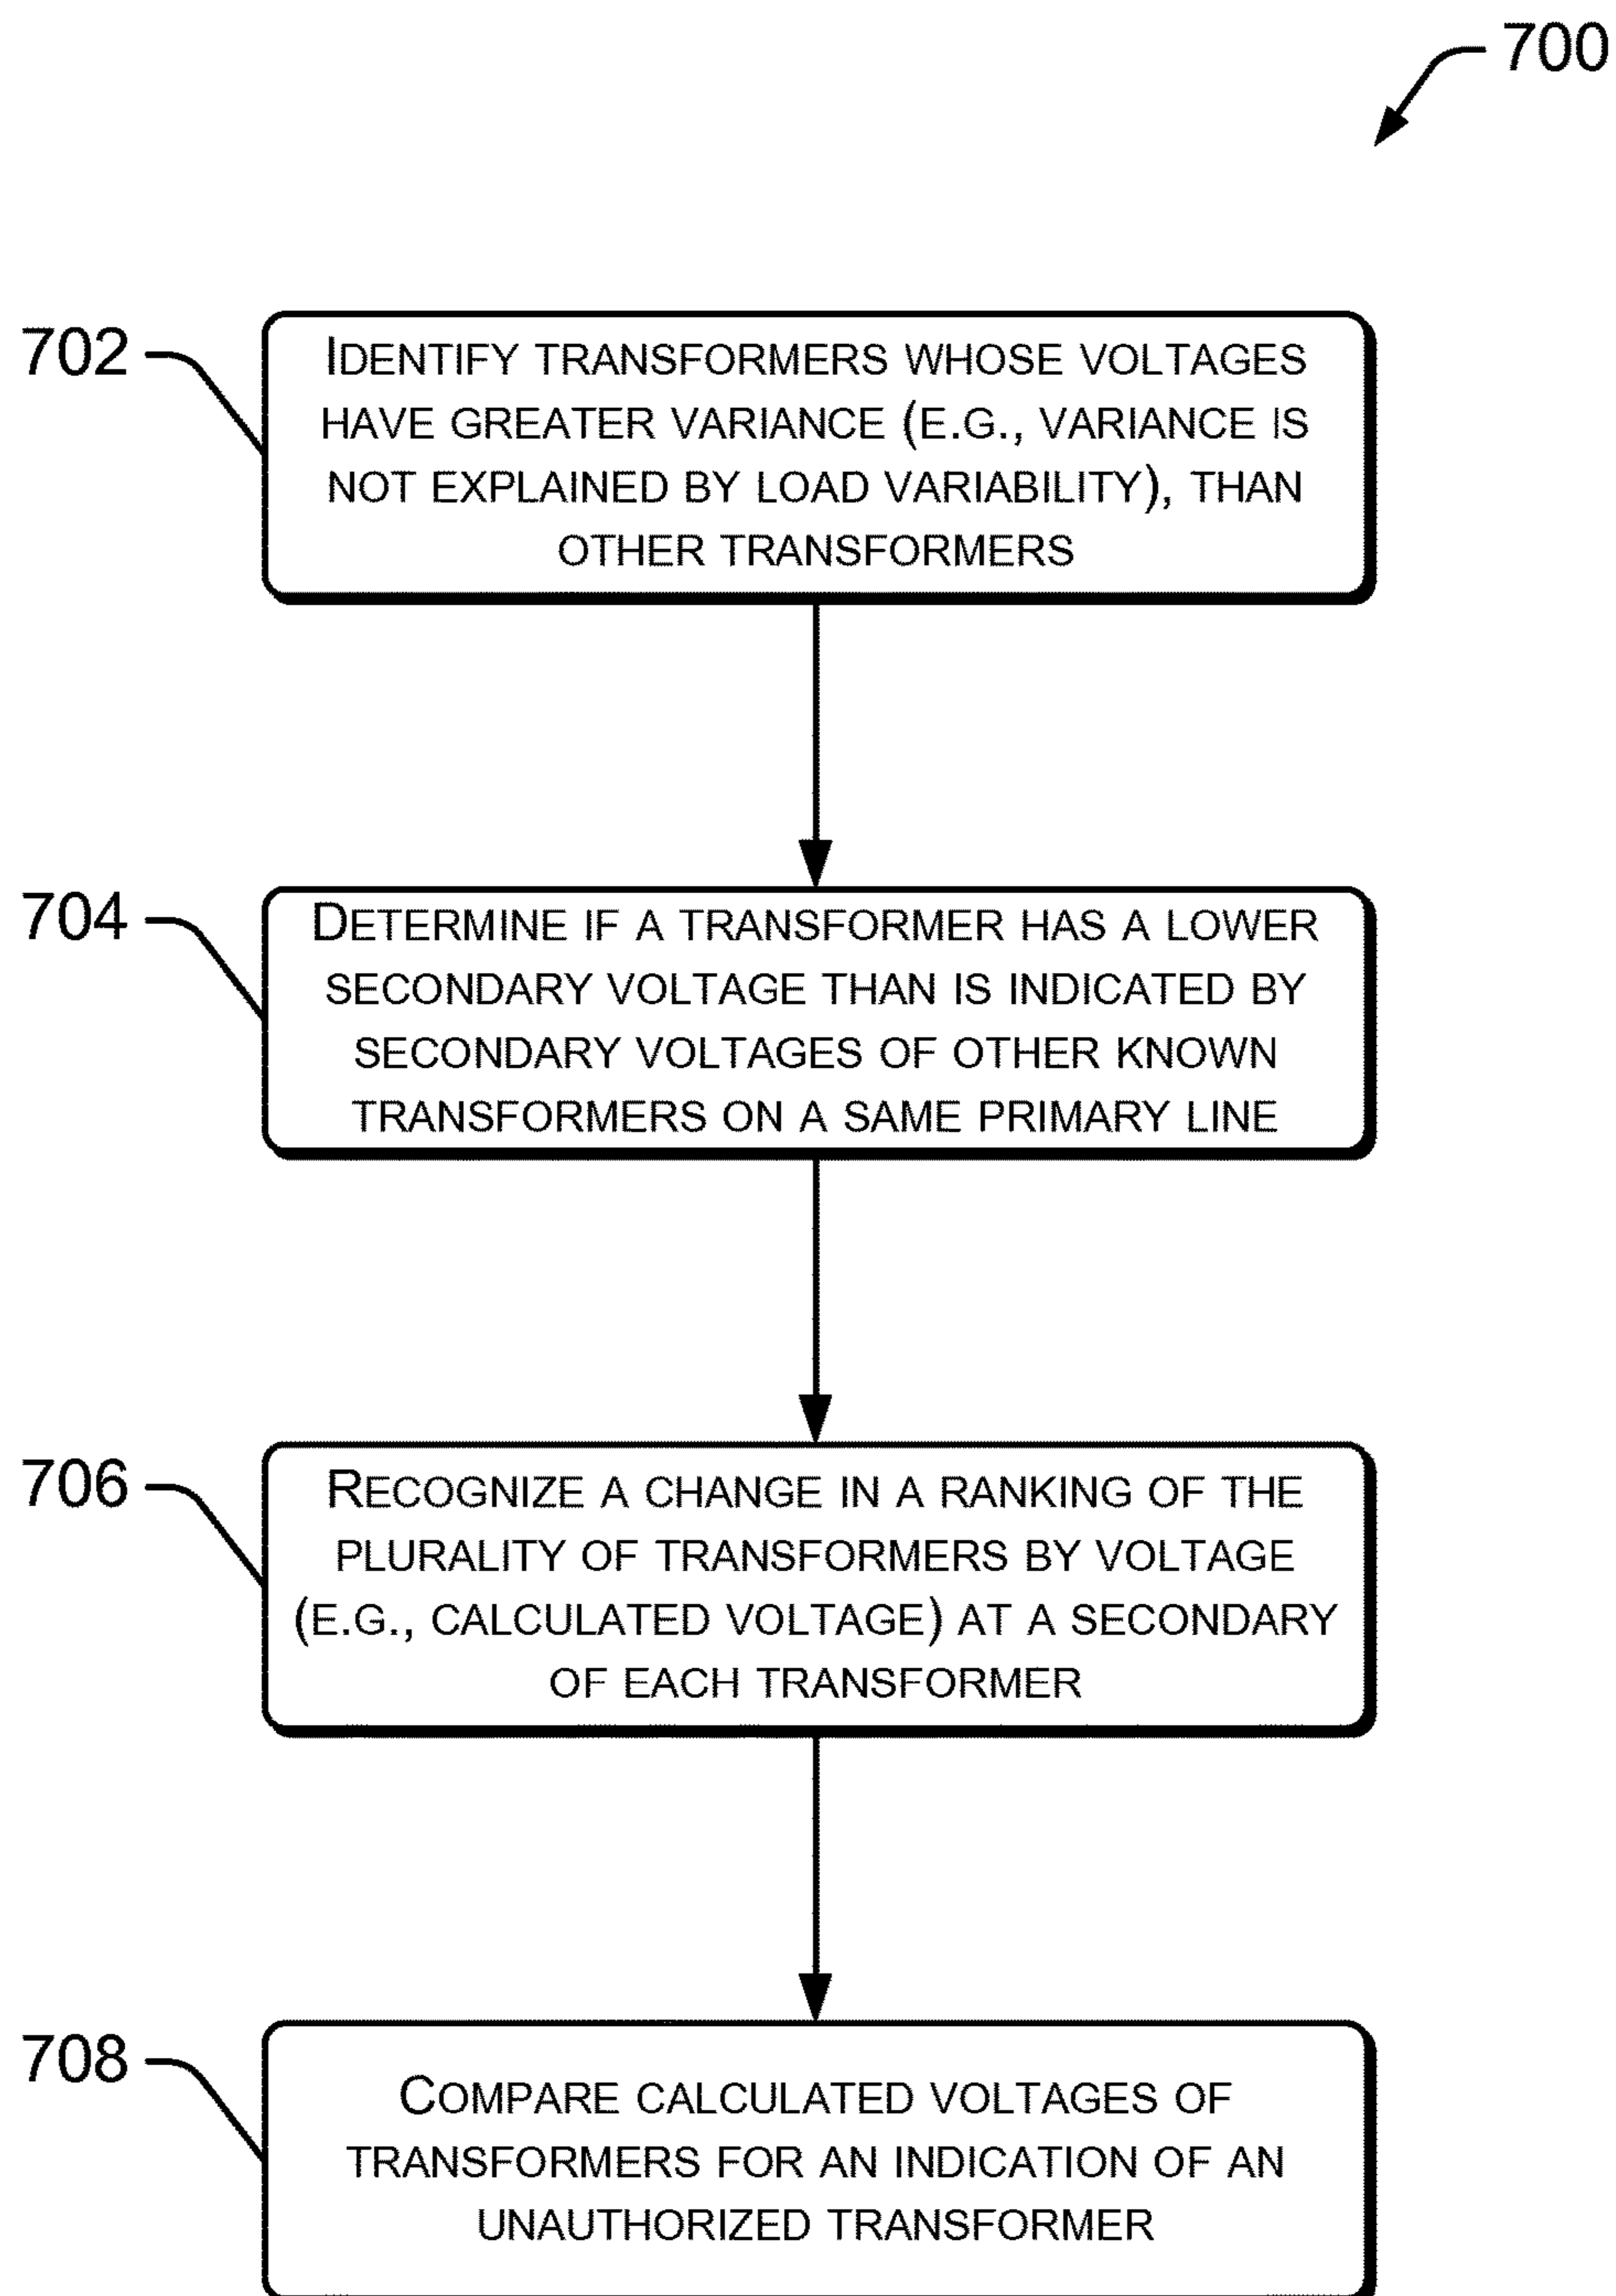 700
702
IDENTIFY TRANSFORMERS WHOSE VOLTAGES
HAVE GREATER VARIANCE (E.G., VARIANCE IS
NOT EXPLAINED BY LOAD VARIABILITY), THAN
OTHER TRANSFORMERS
704
DETERMINE IF A TRANSFORMER HAS A LOWER
SECONDARY VOLTAGE THAN IS INDICATED BY
SECONDARY VOLTAGES OF OTHER KNOWN
TRANSFORMERS ON A SAME PRIMARY LINE
706
RECOGNIZE A CHANGE IN A RANKING OF THE
PLURALITY OF TRANSFORMERS BY VOLTAGE
(E.G., CALCULATED VOLTAGE) AT A SECONDARY
OF EACH TRANSFORMER
708
COMPARE CALCULATED VOLTAGES OF
TRANSFORMERS FOR AN INDICATION OF AN
UNAUTHORIZED TRANSFORMER